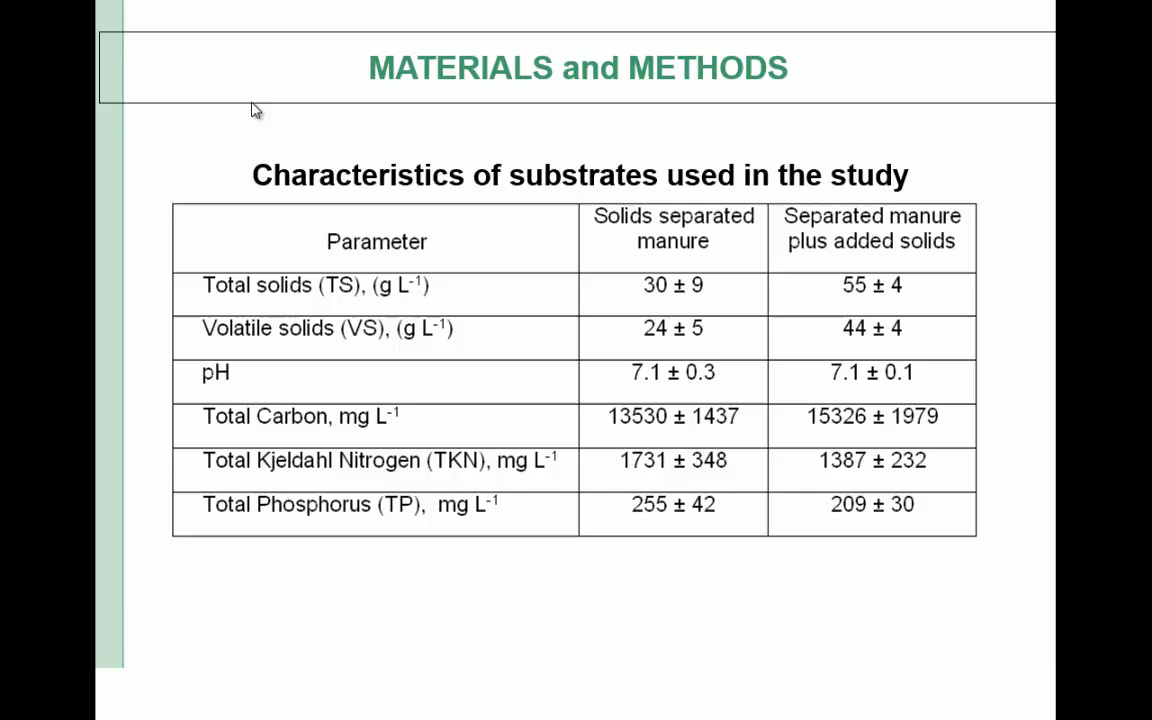 MATERIALS and METHODS
Characteristics of substrates used in the study
Parameter
Solids separated manure
Separated manure plus added solids
Total solids (TS), (g L-1) 30 ± 9 55 ± 4
Volatile solids (VS), (g L-1) 24 ± 5 44 ± 4
pH 7.1 ± 0.3 7.1 ± 0.1
Total Carbon, mg L-1 13530 ± 1437 15326 ± 1979
Total Kjeldahl Nitrogen (TKN), mg L-1 1731 ± 348 1387 ± 232
Total Phosphorus (TP), mg L-1 255 ± 42 209 ± 30